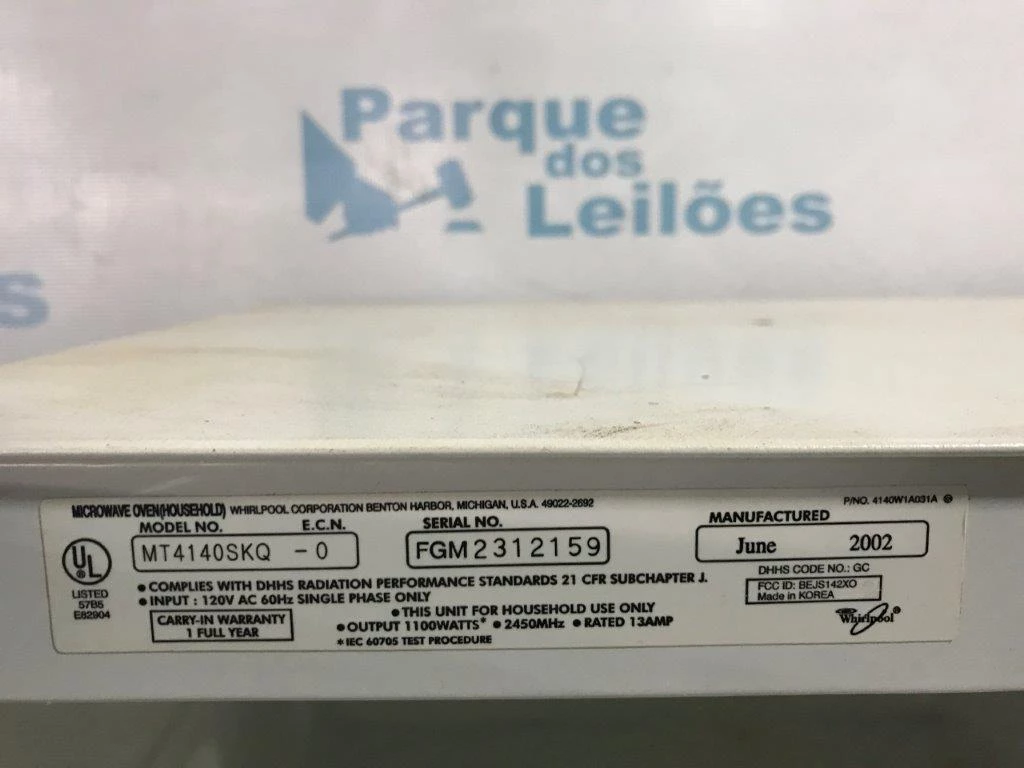 Parque
dos
Leilões
s
MICROWAVE OVEN(HOUSEHOLD) WHIRLPOOL CORPORATION BENTON HARBOR, MICHIGAN, U.S.A. 49022-2692
P/NO. 4140W1A031A
MODEL NO. E.C.N. SERIAL NO. MANUFACTURED
MT4140SKQ -0 FGM2312159 June 2002
UL
LISTED
57B5
E82904
• COMPLIES WITH DHHS RADIATION PERFORMANCE STANDARDS 21 CFR SUBCHAPTER J.
• INPUT : 120V AC 60Hz SINGLE PHASE ONLY
• THIS UNIT FOR HOUSEHOLD USE ONLY
CARRY-IN WARRANTY
1 FULL YEAR
• OUTPUT 1100WATTS* • 2450MHz • RATED 13AMP
* IEC 60705 TEST PROCEDURE
DHHS CODE NO.: GC
FCC ID: BEJS142XO
Made in KOREA
Whirlpool®